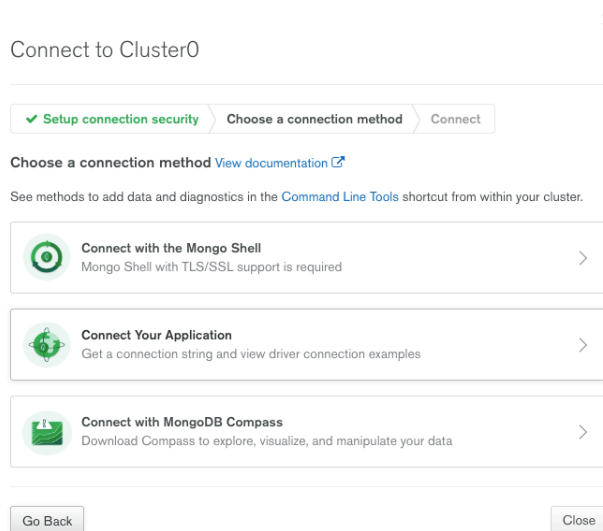 Connect to Cluster0
✔ Setup connection security
Choose a connection method
Connect
Choose a connection method View documentation
See methods to add data and diagnostics in the Command Line Tools shortcut from within your cluster.
Connect with the Mongo Shell
Mongo Shell with TLS/SSL support is required
Connect Your Application
Get a connection string and view driver connection examples
Connect with MongoDB Compass
Download Compass to explore, visualize, and manipulate your data
Go Back
Close